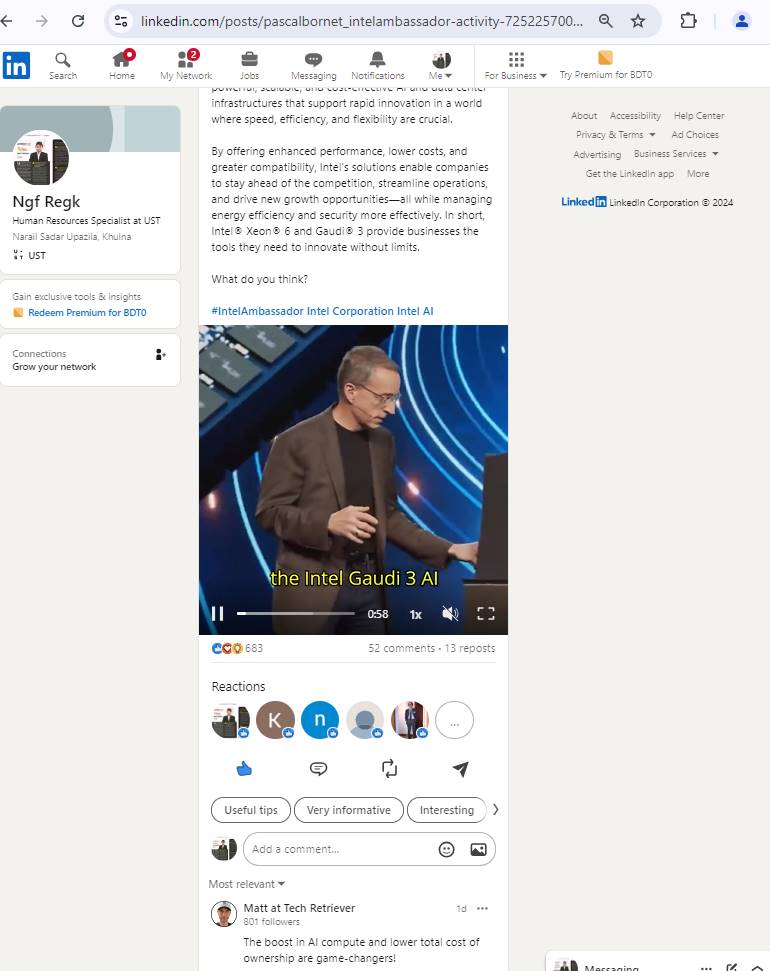 linkedin.com/posts/pascalbornet_intelambassador-activity-725225700...
in
Search
Home
2
My Network
Jobs
Messaging
Notifications
Me
For Business
Try Premium for BDT0
powerful, scalable, and cost-effective AI and data center
infrastructures that support rapid innovation in a world
where speed, efficiency, and flexibility are crucial.
By offering enhanced performance, lower costs, and
greater compatibility, Intel's solutions enable companies
to stay ahead of the competition, streamline operations,
and drive new growth opportunities—all while managing
energy efficiency and security more effectively. In short,
Intel® Xeon® 6 and Gaudi® 3 provide businesses the
tools they need to innovate without limits.
What do you think?
#IntelAmbassador Intel Corporation Intel AI
Ngf Regk
Human Resources Specialist at UST
Narail Sadar Upazila, Khulna
UST
Gain exclusive tools & insights
Redeem Premium for BDT0
Connections
Grow your network
About Accessibility Help Center
Privacy & Terms Ad Choices
Advertising Business Services
Get the LinkedIn app More
LinkedIn LinkedIn Corporation © 2024
the Intel Gaudi 3 AI
0:58 1x
683 52 comments • 13 reposts
Reactions
K n ...
Useful tips Very informative Interesting
Add a comment...
Most relevant
Matt at Tech Retriever 1d
801 followers
The boost in AI compute and lower total cost of
ownership are game-changers!
Messaging